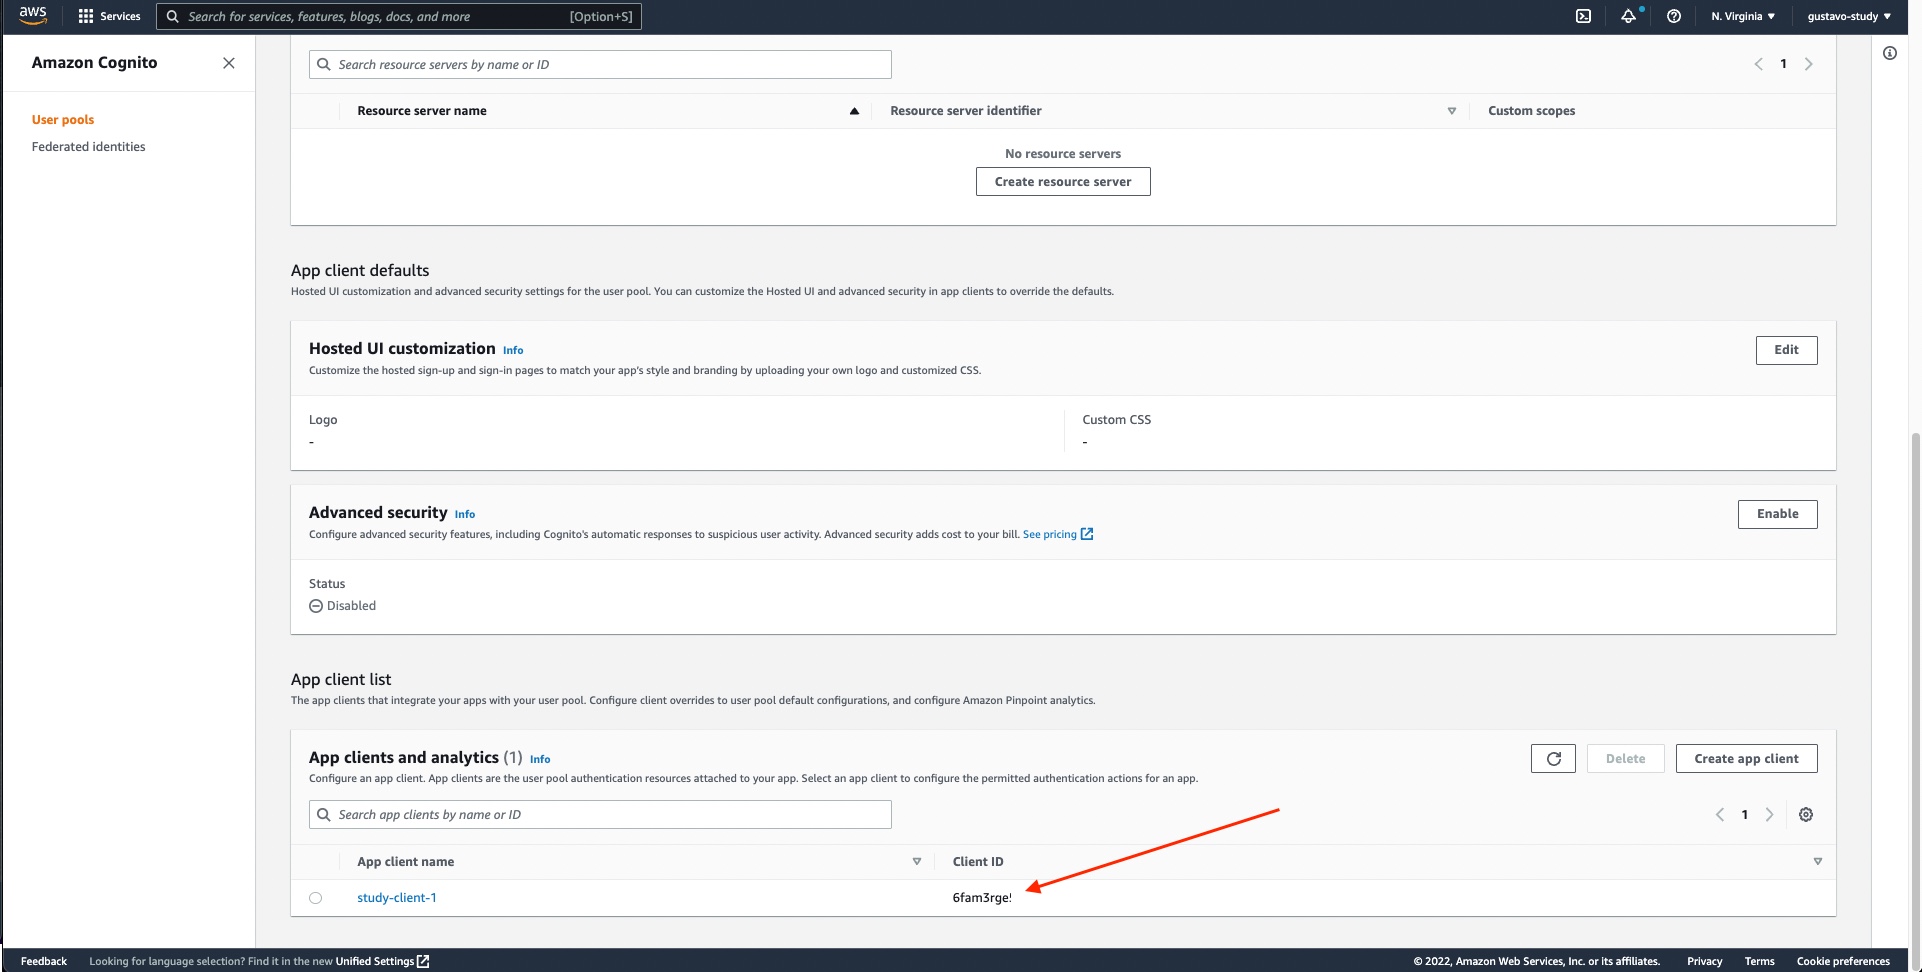 aws
Services
Search for services, features, blogs, docs, and more
[Option+S]
N. Virginia
gustavo-study
Amazon Cognito
User pools
Federated identities
Search resource servers by name or ID
1
Resource server name
Resource server identifier
Custom scopes
No resource servers
Create resource server
App client defaults
Hosted UI customization and advanced security settings for the user pool. You can customize the Hosted UI and advanced security in app clients to override the defaults.
Hosted UI customization Info
Edit
Customize the hosted sign-up and sign-in pages to match your app's style and branding by uploading your own logo and customized CSS.
Logo
-
Custom CSS
-
Advanced security Info
Enable
Configure advanced security features, including Cognito's automatic responses to suspicious user activity. Advanced security adds cost to your bill. See pricing
Status
Disabled
App client list
The app clients that integrate your apps with your user pool. Configure client overrides to user pool default configurations, and configure Amazon Pinpoint analytics.
App clients and analytics (1) Info
Delete
Create app client
Configure an app client. App clients are the user pool authentication resources attached to your app. Select an app client to configure the permitted authentication actions for an app.
Search app clients by name or ID
1
App client name
Client ID
study-client-1
6fam3rge
Feedback
Looking for language selection? Find it in the new Unified Settings
© 2022, Amazon Web Services, Inc. or its affiliates.
Privacy
Terms
Cookie preferences